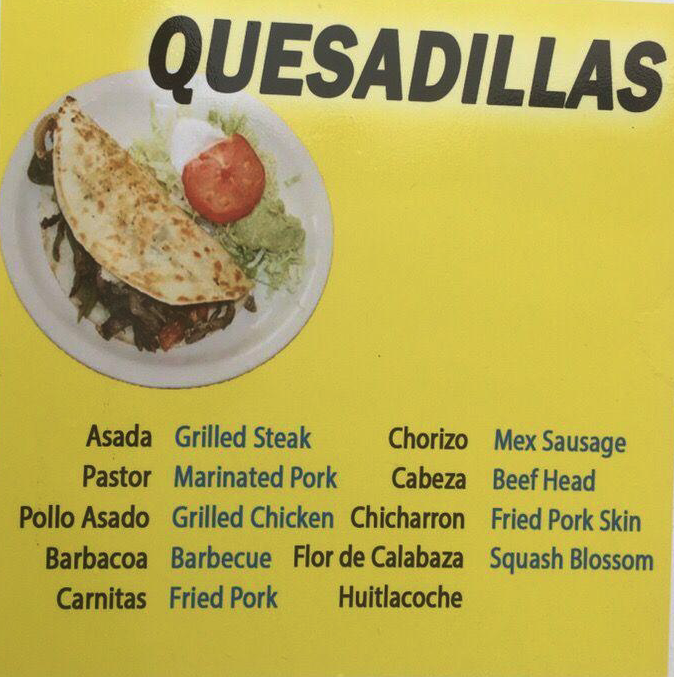 QUESADILLAS
Asada Grilled Steak
Pastor Marinated Pork
Pollo Asado Grilled Chicken
Barbacoa Barbecue
Carnitas Fried Pork
Chorizo Mex Sausage
Cabeza Beef Head
Chicharron Fried Pork Skin
Flor de Calabaza Squash Blossom
Huitlacoche